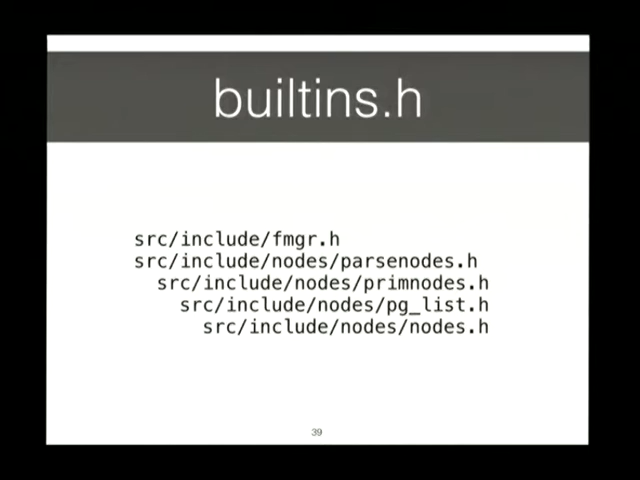 builtins.h
src/include/fmgr.h
src/include/nodes/parsenodes.h
src/include/nodes/primnodes.h
src/include/nodes/pg_list.h
src/include/nodes/nodes.h
39